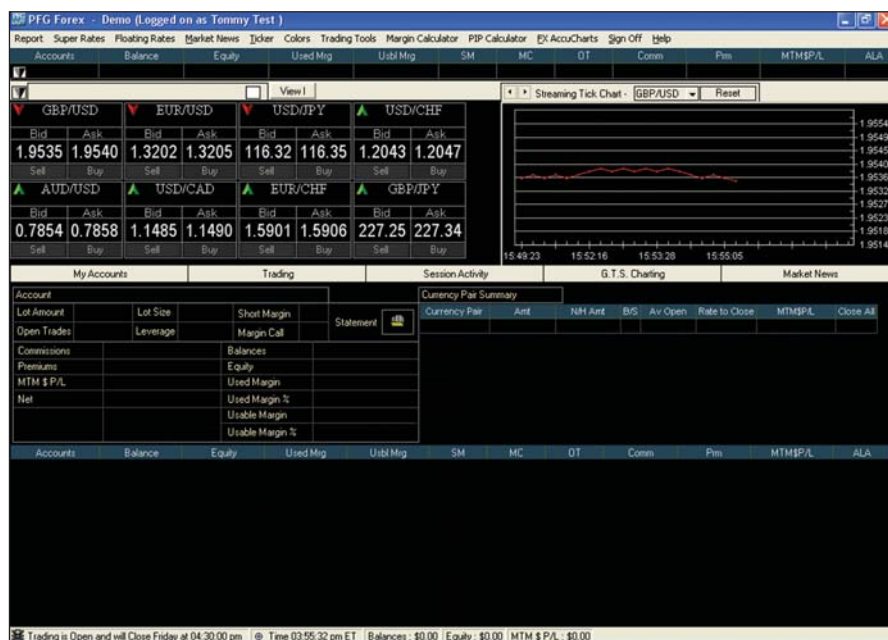 PFG Forex - Demo (Logged on as Tommy Test )
Report Super Rates Floating Rates Market News Ticker Colors Trading Tools Margin Calculator PIP Calculator EX AccuCharts Sign Off Help
Accounts Balance Equity Used Mrg Usbl Mrg SM MC OT Comm Prm MTM$P/L ALA
View I
Streaming Tick Chart - GBP/USD Reset
GBP/USD EUR/USD USD/JPY USD/CHF
Bid Ask Bid Ask Bid Ask Bid Ask
1.9535 1.9540 1.3202 1.3205 116.32 116.35 1.2043 1.2047
Sell Buy Sell Buy Sell Buy Sell Buy
AUD/USD USD/CAD EUR/CHF GBP/JPY
Bid Ask Bid Ask Bid Ask Bid Ask
0.7854 0.7858 1.1485 1.1490 1.5901 1.5906 227.25 227.34
Sell Buy Sell Buy Sell Buy Sell Buy
1.9554
1.9549
1.9545
1.9540
1.9536
1.9532
1.9527
1.9523
1.9518
1.9514
15:49:23 15:52:16 15:53:28 15:55:05
My Accounts Trading Session Activity G.T.S. Charting Market News
Account
Lot Amount Lot Size Short Margin
Open Trades Leverage Margin Call
Statement
Commissions Balances
Premiums Equity
MTM $ P/L Used Margin
Net Used Margin %
Usable Margin
Usable Margin %
Currency Pair Summary
Currency Pair Amt N/H Amt B/S Av Open Rate to Close MTM$P/L Close All
Accounts Balance Equity Used Mrg Usbl Mrg SM MC OT Comm Prm MTM$P/L ALA
Trading is Open and will Close Friday at 04:30:00 pm Time 03:55:32 pm ET Balances : $0.00 Equity : $0.00 MTM $ P/L : $0.00